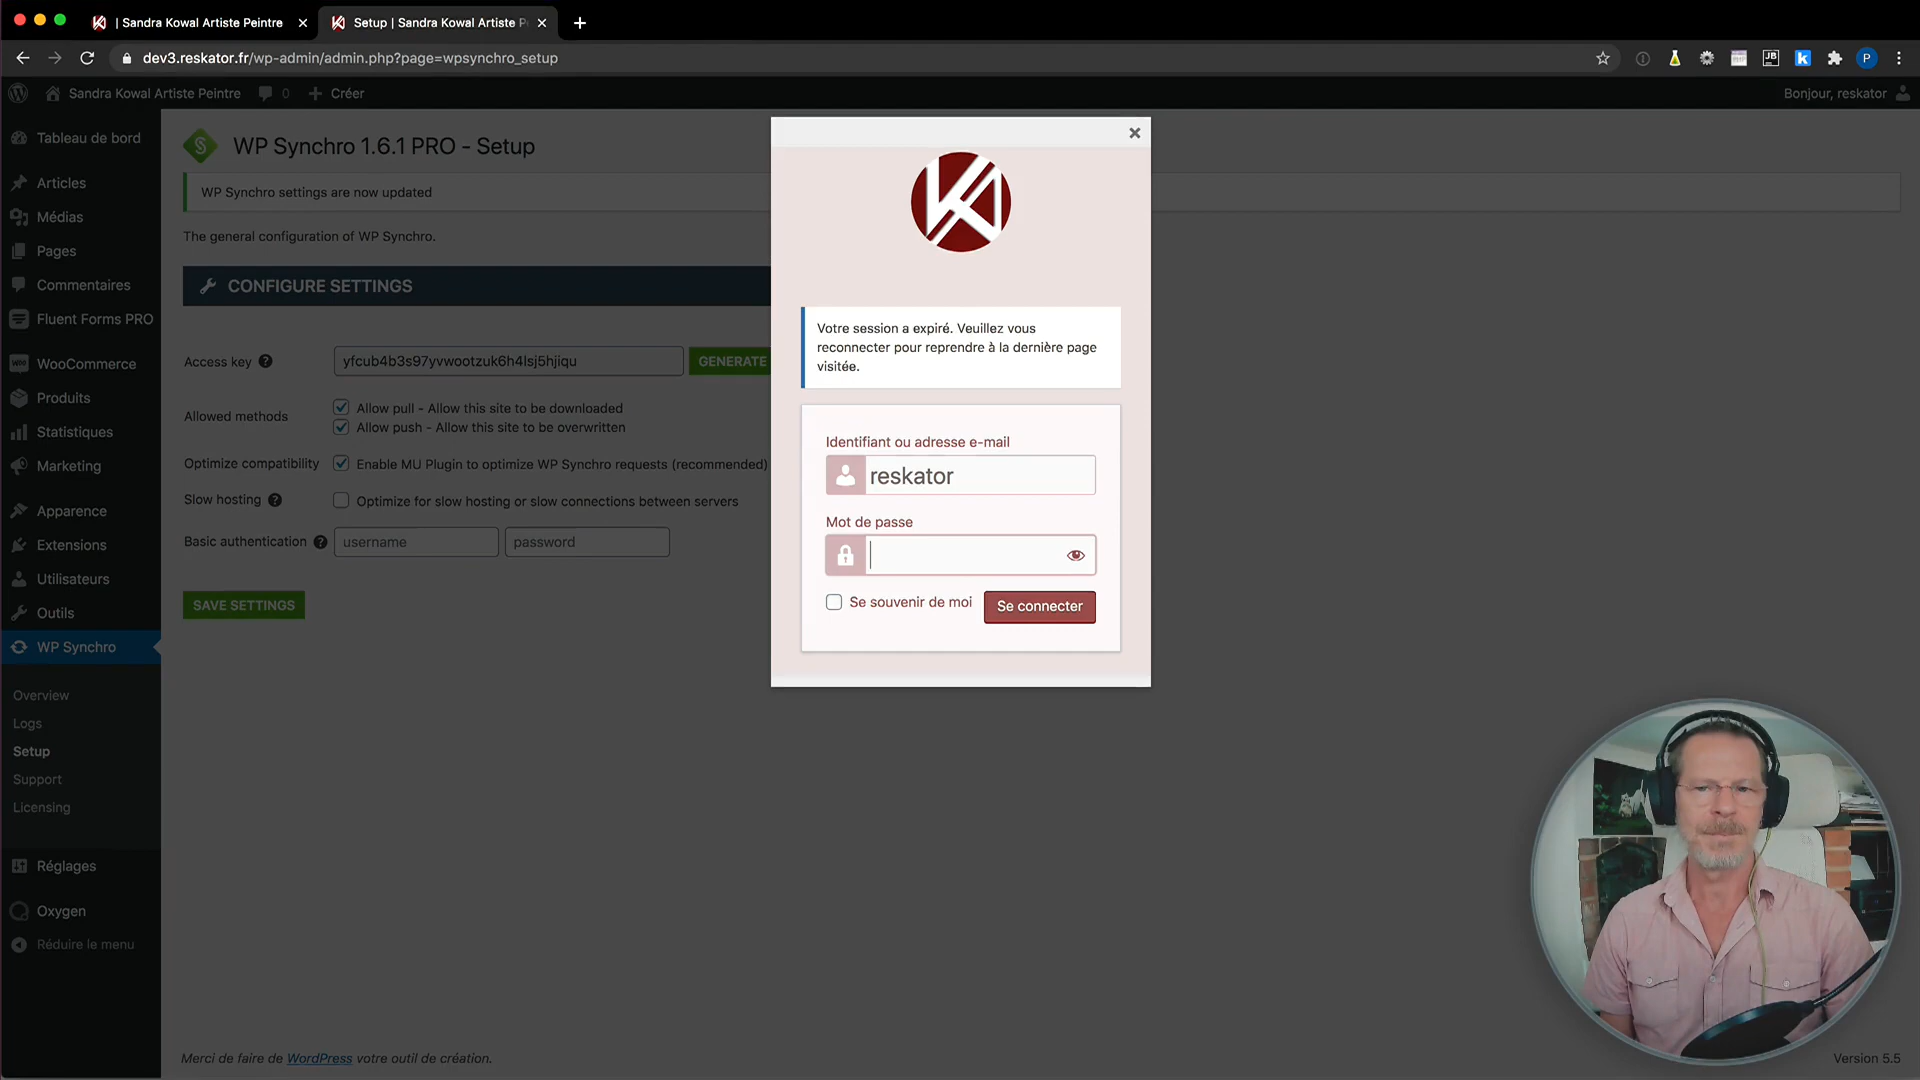 | Sandra Kowal Artiste Peintre
Setup | Sandra Kowal Artiste P
dev3.reskator.fr/wp-admin/admin.php?page=wpsynchro_setup
P
Sandra Kowal Artiste Peintre
0
Créer
Bonjour, reskator
Tableau de bord
Articles
Médias
Pages
Commentaires
Fluent Forms PRO
WooCommerce
Produits
Statistiques
Marketing
Apparence
Extensions
Utilisateurs
Outils
WP Synchro
Overview
Logs
Setup
Support
Licensing
Réglages
Oxygen
Réduire le menu
WP Synchro 1.6.1 PRO - Setup
WP Synchro settings are now updated
The general configuration of WP Synchro.
CONFIGURE SETTINGS
Access key
yfcub4b3s97yvwootzuk6h4lsj5hjiqu
GENERATE
Allowed methods
Allow pull - Allow this site to be downloaded
Allow push - Allow this site to be overwritten
Optimize compatibility
Enable MU Plugin to optimize WP Synchro requests (recommended)
Slow hosting
Optimize for slow hosting or slow connections between servers
Basic authentication
username
password
SAVE SETTINGS
Votre session a expiré. Veuillez vous
reconnecter pour reprendre à la dernière page
visitée.
Identifiant ou adresse e-mail
reskator
Mot de passe
Se souvenir de moi
Se connecter
Merci de faire de WordPress votre outil de création.
Version 5.5